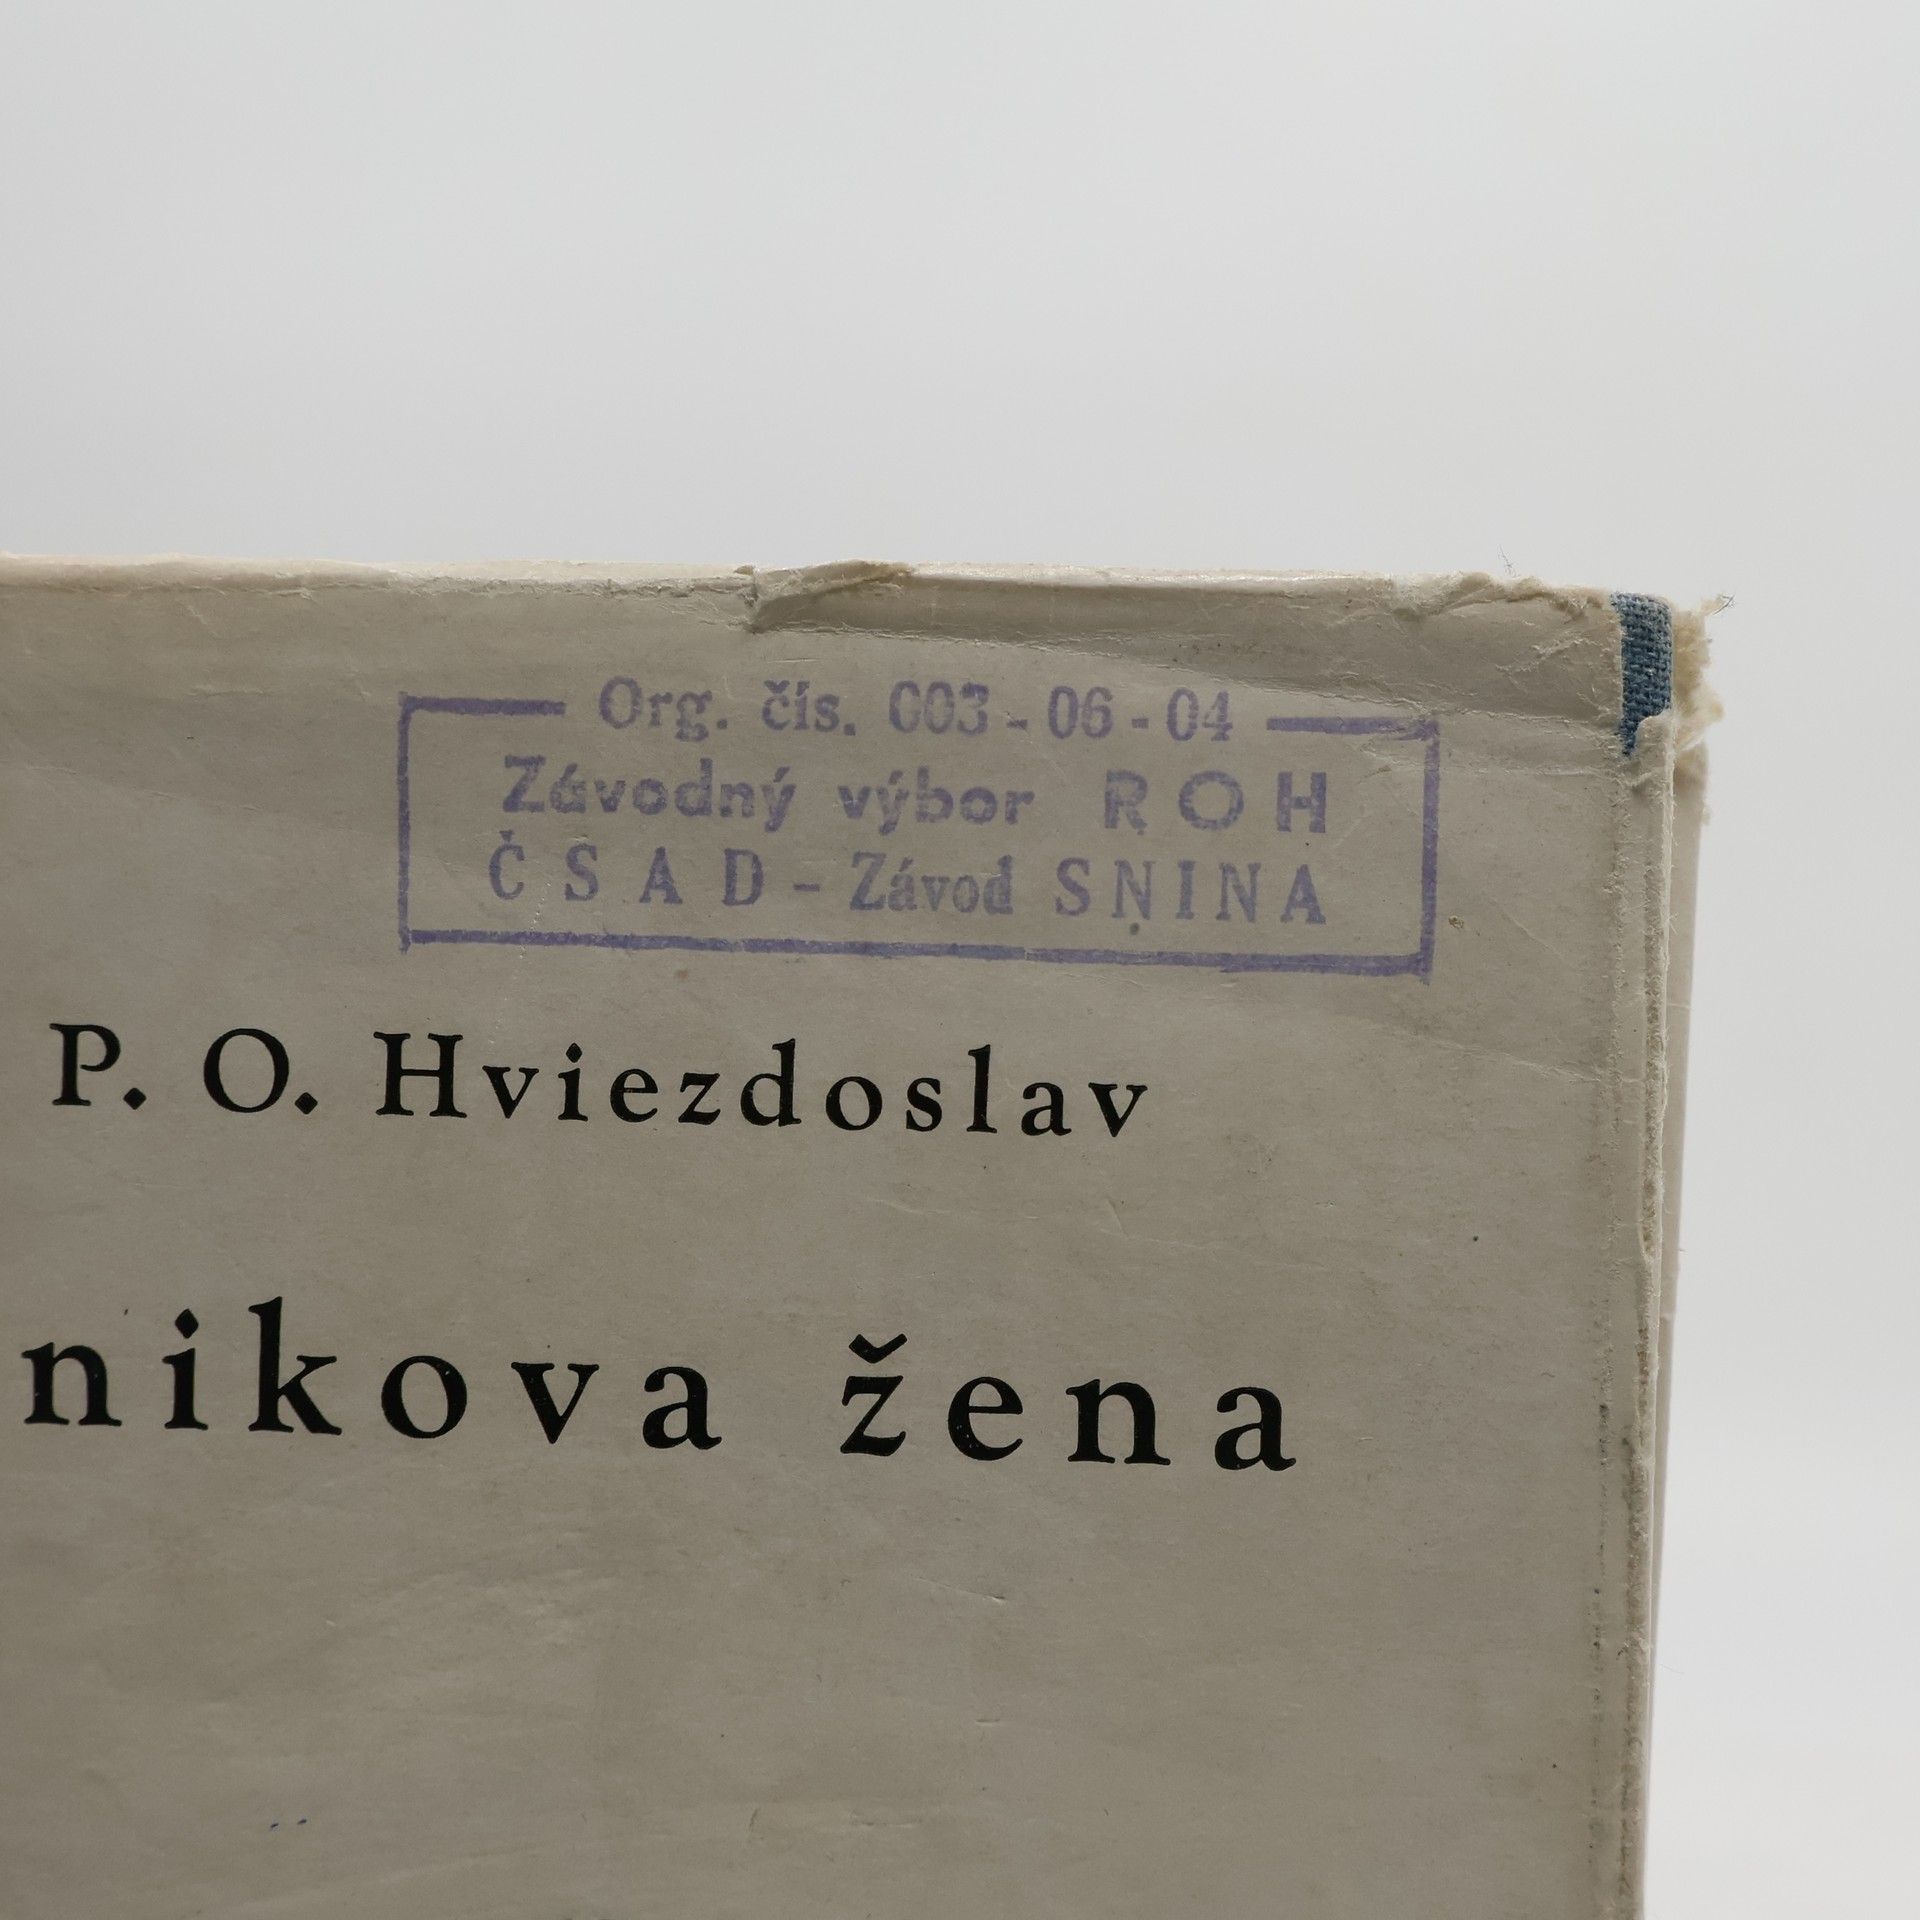 Org. čís. 003-06-04
Závodný výbor ROH
ČSAD - Závod SNINA
P. O. Hviezdoslav
nikova žena